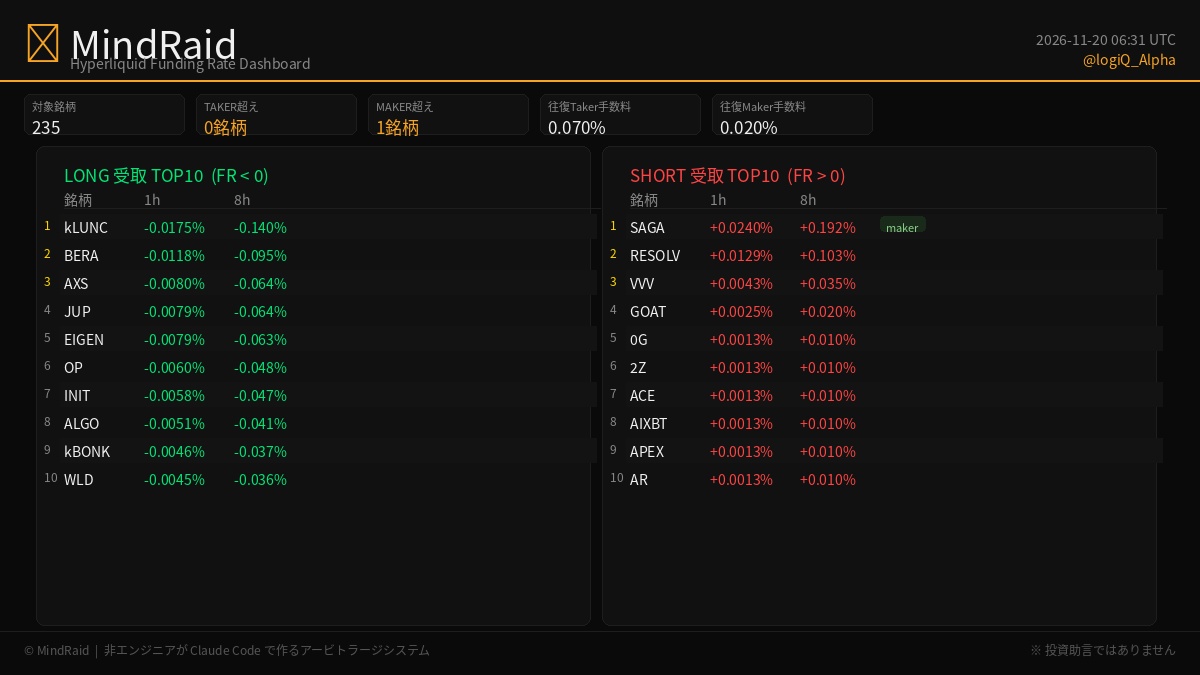 MindRaid
Hyperliquid Funding Rate Dashboard
2026-11-20 06:31 UTC
@logiQ_Alpha
対象銘柄
235
TAKER超え
0銘柄
MAKER超え
1銘柄
往復Taker手数料
0.070%
往復Maker手数料
0.020%
LONG 受取 TOP10 (FR < 0)
銘柄 1h 8h
1 kLUNC -0.0175% -0.140%
2 BERA -0.0118% -0.095%
3 AXS -0.0080% -0.064%
4 JUP -0.0079% -0.064%
5 EIGEN -0.0079% -0.063%
6 OP -0.0060% -0.048%
7 INIT -0.0058% -0.047%
8 ALGO -0.0051% -0.041%
9 kBONK -0.0046% -0.037%
10 WLD -0.0045% -0.036%
SHORT 受取 TOP10 (FR > 0)
銘柄 1h 8h
1 SAGA +0.0240% +0.192% maker
2 RESOLV +0.0129% +0.103%
3 VVV +0.0043% +0.035%
4 GOAT +0.0025% +0.020%
5 0G +0.0013% +0.010%
6 2Z +0.0013% +0.010%
7 ACE +0.0013% +0.010%
8 AIXBT +0.0013% +0.010%
9 APEX +0.0013% +0.010%
10 AR +0.0013% +0.010%
© MindRaid | 非エンジニアが Claude Code で作るアービトラージシステム
※ 投資助言ではありません